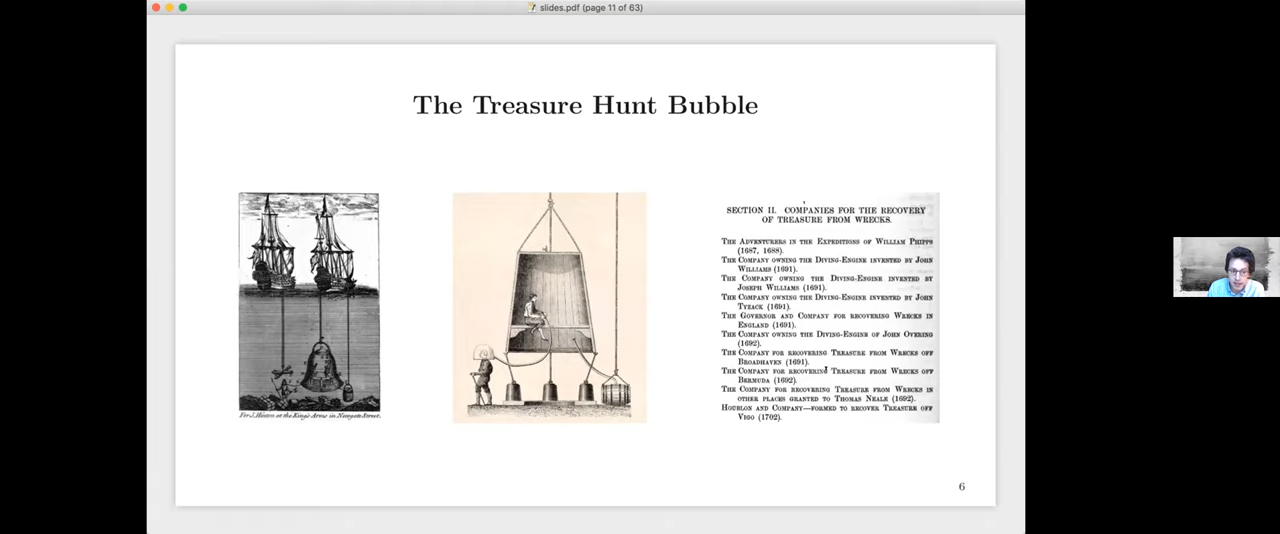 slides.pdf (page 11 of 63)
The Treasure Hunt Bubble
For J. Hinton at the King's Arms in Newgate Street.
SECTION II. COMPANIES FOR THE RECOVERY
OF TREASURE FROM WRECKS.
THE ADVENTURERS IN THE EXPEDITIONS OF WILLIAM PHIPPS
(1687, 1688).
THE COMPANY OWNING THE DIVING-ENGINE INVENTED BY JOHN
WILLIAMS (1691).
THE COMPANY OWNING THE DIVING-ENGINE INVENTED BY
JOSEPH WILLIAMS (1691).
THE COMPANY OWNING THE DIVING-ENGINE INVENTED BY JOHN
TYZACK (1691).
THE GOVERNOR AND COMPANY FOR RECOVERING WRECKS IN
ENGLAND (1691).
THE COMPANY OWNING THE DIVING-ENGINE OF JOHN OVERING
(1692).
THE COMPANY FOR RECOVERING TREASURE FROM WRECKS OFF
BROADHAVEN (1691).
THE COMPANY FOR RECOVERING TREASURE FROM WRECKS OFF
BERMUDA (1692).
THE COMPANY FOR RECOVERING TREASURE FROM WRECKS IN
OTHER PLACES GRANTED TO THOMAS NEALE (1692).
HOUBLON AND COMPANY—FORMED TO RECOVER TREASURE OFF
VIGO (1702).
6